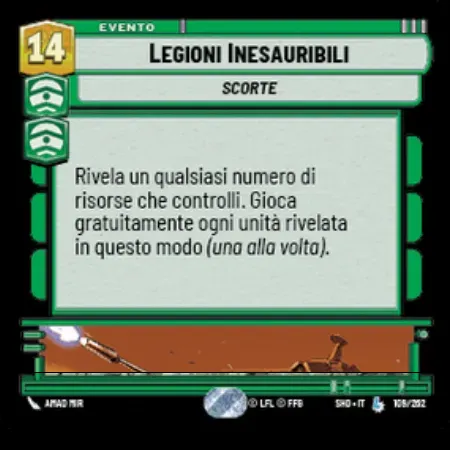 EVENTO
14
LEGIONI INESAURIBILI
SCORTE
Rivela un qualsiasi numero di
risorse che controlli. Gioca
gratuitamente ogni unità rivelata
in questo modo (una alla volta).
AMAD MIR
© LFL © FFG
SHD • IT
109/262